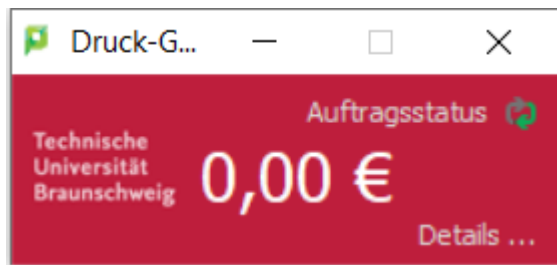 Druck-G...
Auftragsstatus
Technische
Universität
Braunschweig
0,00 €
Details ...